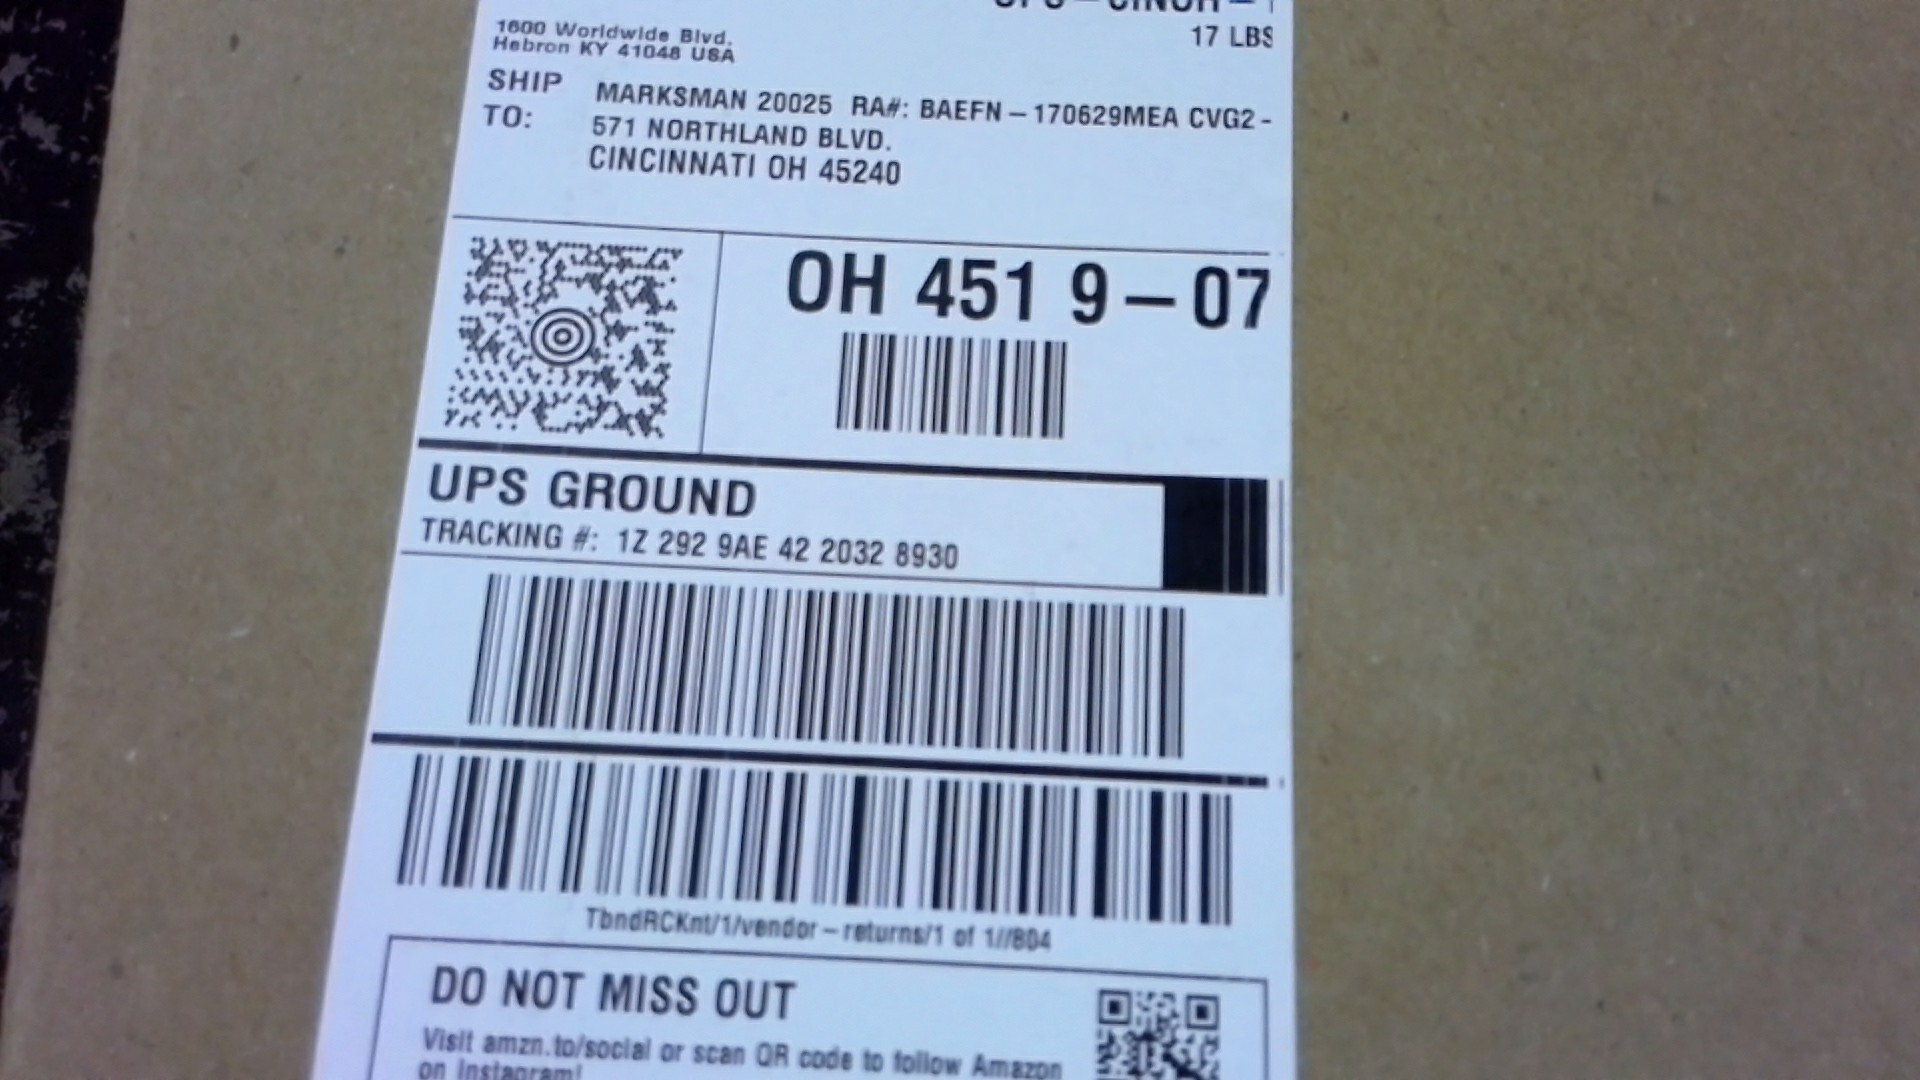 1600 Worldwide Blvd.
17 LBS
Hebron KY 41048 USA
SHIP TO:
MARKSMAN 20025 RA#: BAEFN-170629MEA CVG2-
571 NORTHLAND BLVD.
CINCINNATI OH 45240
OH 451 9-07
UPS GROUND
TRACKING #: 1Z 292 9AE 42 2032 8930
TbndRCKnt/1/vendor-returns/1 of 1//804
DO NOT MISS OUT
Visit amzn.to/social or scan QR code to follow Amazon
on Instagram!